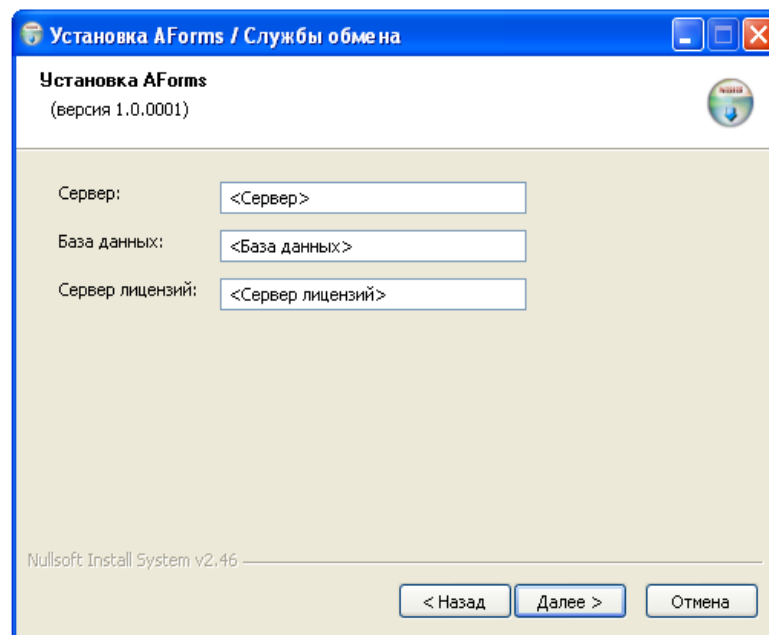 Установка AForms / Службы обмена
Установка AForms
(версия 1.0.0001)
Сервер:
<Сервер>
База данных:
<База данных>
Сервер лицензий:
<Сервер лицензий>
Nullsoft Install System v2.46
< Назад
Далее >
Отмена